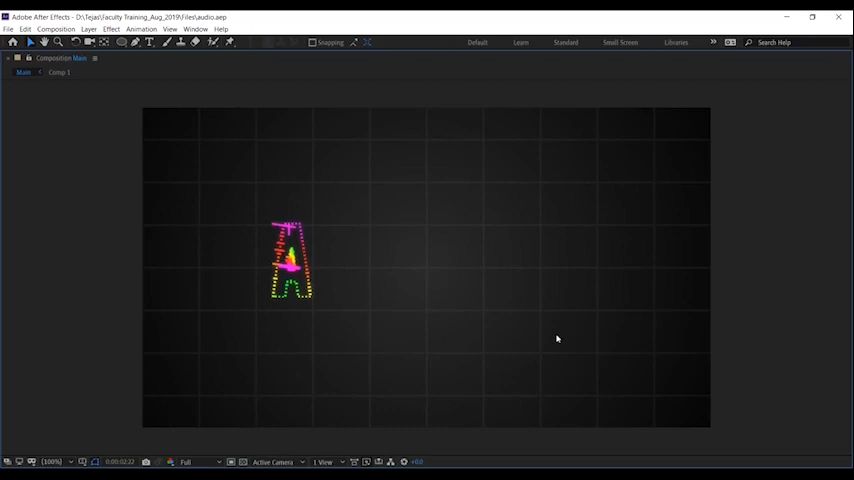 Adobe After Effects - D:\Tejas\Faculty Training_Aug_2019\Files\audio.aep
File Edit Composition Layer Effect Animation View Window Help
Snapping Default Learn Standard Small Screen Libraries Search Help
Composition Main
Main Comp 1
A
(100%) 0:00:02:22 Full Active Camera 1 View +0.0